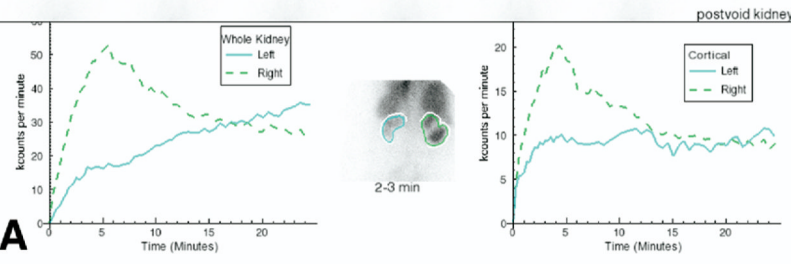 postvoid kidney
Whole Kidney
Left
Right
50
40
30
20
10
0
kcounts per minute
0
5
10
15
20
Time (Minutes)
2-3 min
Cortical
Left
Right
20
15
10
5
0
kcounts per minute
0
5
10
15
20
Time (Minutes)
A